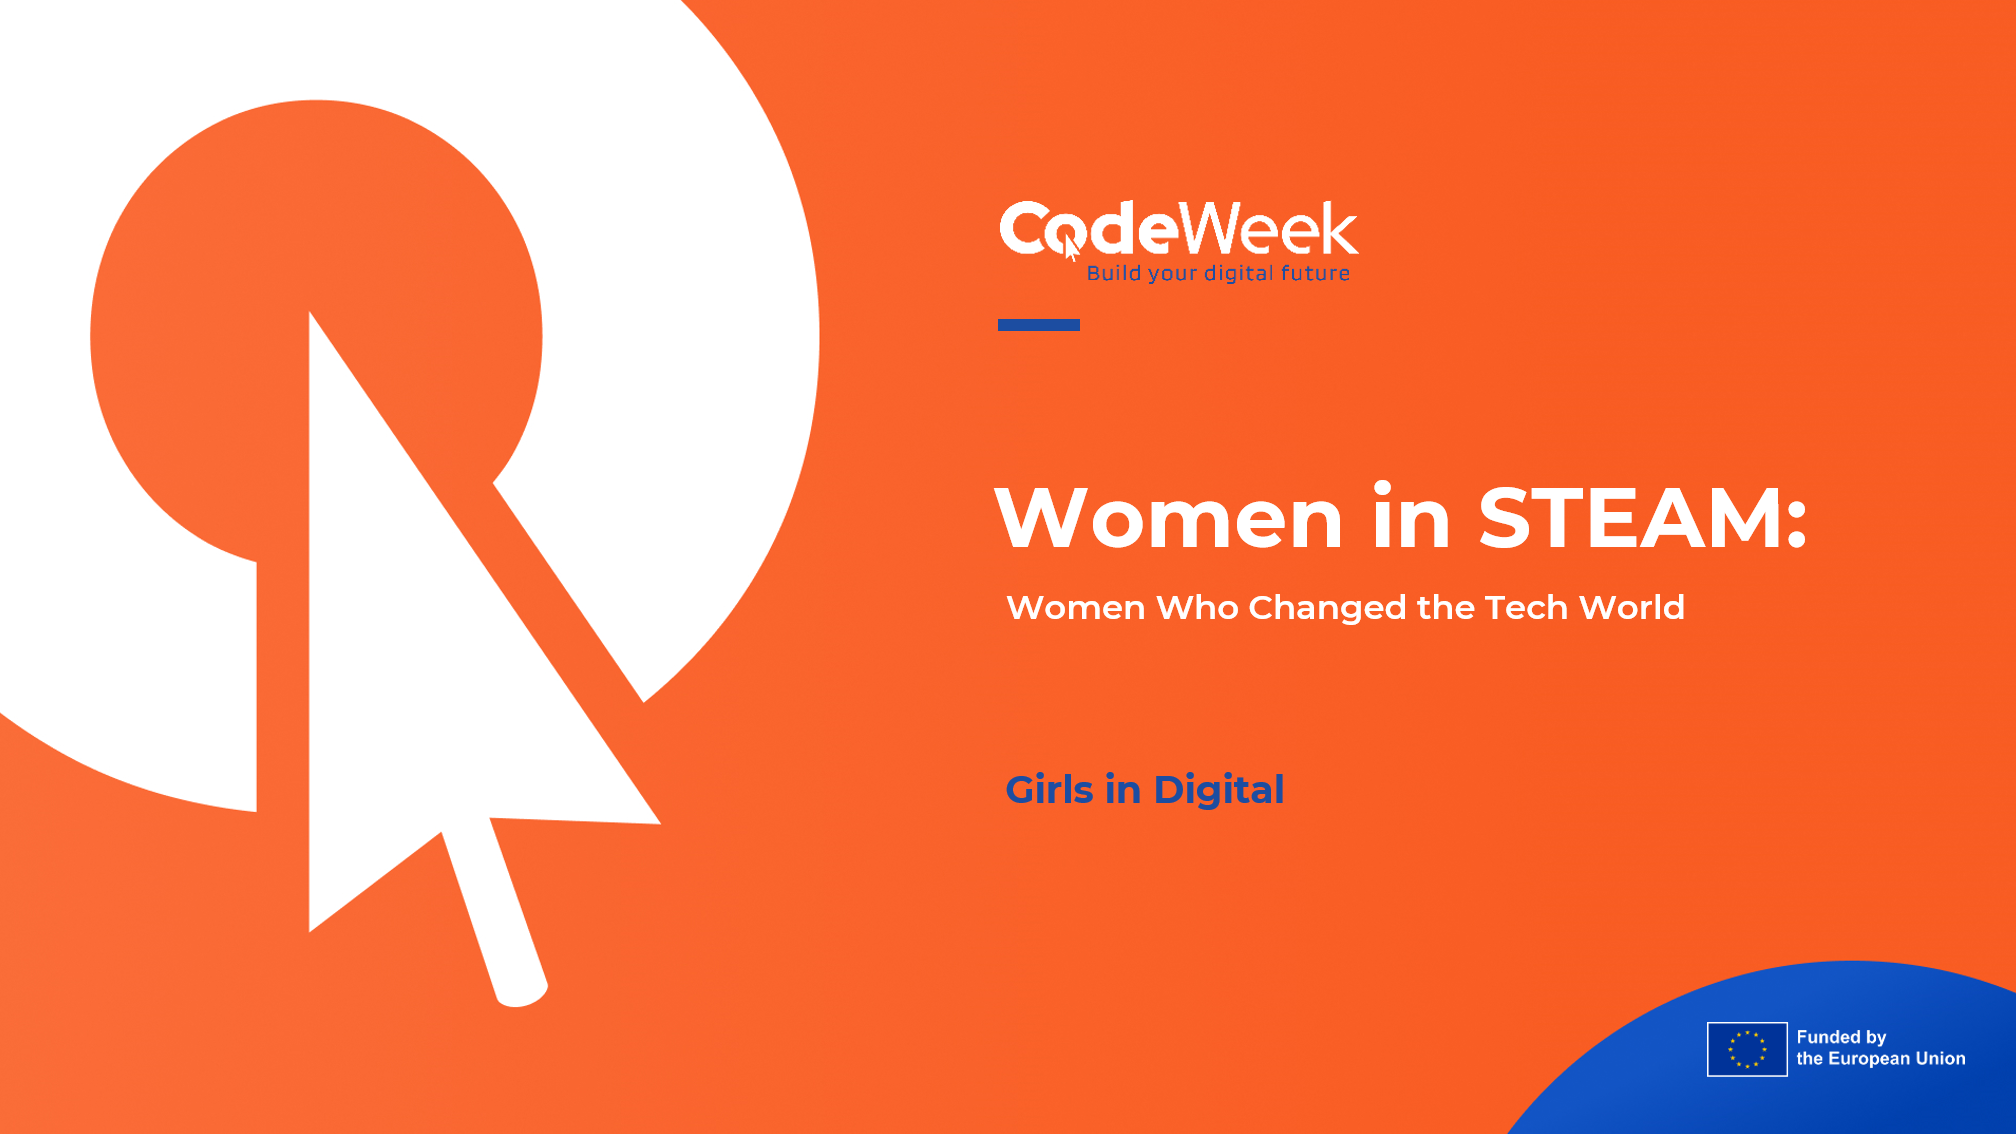 CodeWeek
Build your digital future
Women in STEAM:
Women Who Changed the Tech World
Girls in Digital
Funded by
the European Union